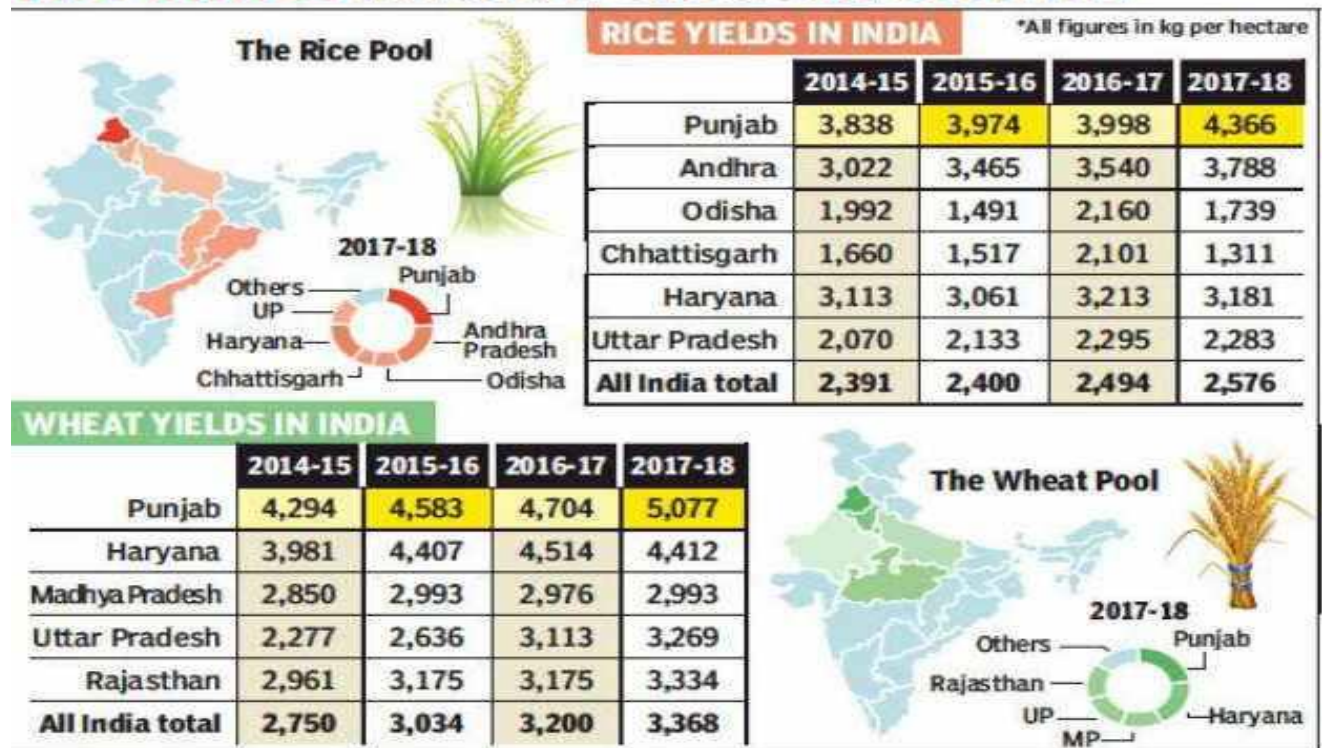 The Rice Pool
2017-18
Punjab
Others
UP
Haryana
Andhra
Pradesh
Chhattisgarh
Odisha
RICE YIELDS IN INDIA
*All figures in kg per hectare
2014-15 2015-16 2016-17 2017-18
Punjab 3,838 3,974 3,998 4,366
Andhra 3,022 3,465 3,540 3,788
Odisha 1,992 1,491 2,160 1,739
Chhattisgarh 1,660 1,517 2,101 1,311
Haryana 3,113 3,061 3,213 3,181
Uttar Pradesh 2,070 2,133 2,295 2,283
All India total 2,391 2,400 2,494 2,576
WHEAT YIELDS IN INDIA
2014-15 2015-16 2016-17 2017-18
Punjab 4,294 4,583 4,704 5,077
Haryana 3,981 4,407 4,514 4,412
Madhya Pradesh 2,850 2,993 2,976 2,993
Uttar Pradesh 2,277 2,636 3,113 3,269
Rajasthan 2,961 3,175 3,175 3,334
All India total 2,750 3,034 3,200 3,368
The Wheat Pool
2017-18
Others
Punjab
Rajasthan
UP
Haryana
MP